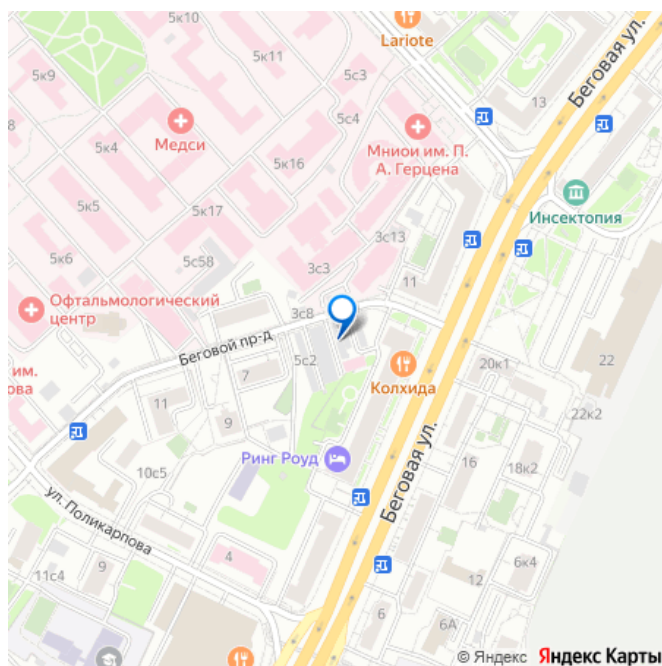 Lariote
5к11
5к9
5с3
Беговая ул.
13
5с4
8
5к4
Медси
5к16
Мниои им. П.
А. Герцена
Инсектопия
5к5
5к17
3с13
5к6
5с58
3с3
11
Офтальмологический
центр
3с8
Беговой пр-д
5с2
7
Колхида
20к1
22
им.
ова
11
9
22к2
Ринг Роуд
Беговая ул.
16
18к2
10с5
ул. Поликарпова
4
6к4
11с4
9
12
6
6А
© Яндекс Яндекс Карты